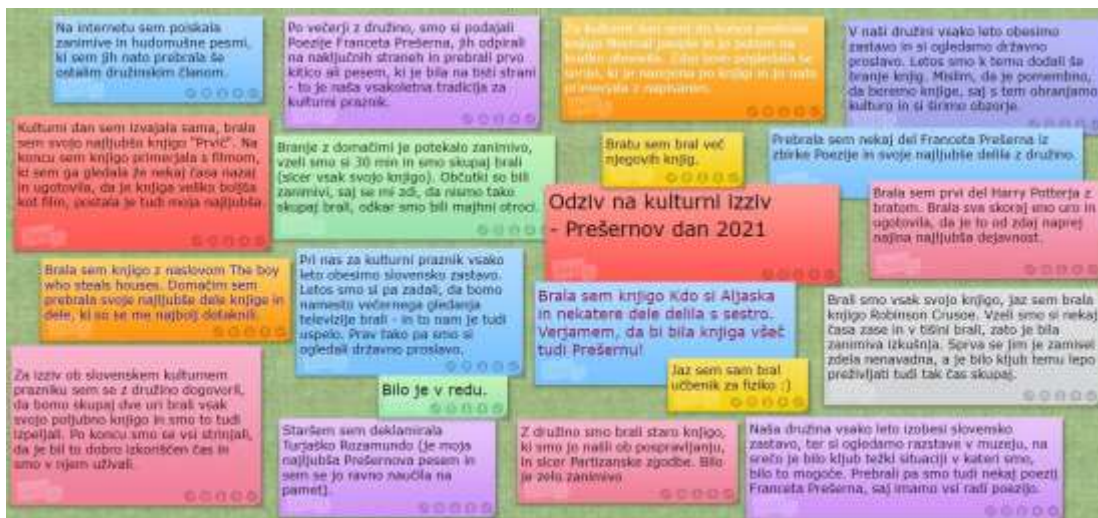 Na internetu sem poiskala
zanimive in hudomušne pesmi,
ki sem jih nato prebrala še
ostalim družinskim članom.
Po večerji z družino, smo si podajali
Poezije Franceta Prešerna, jih odpirali
na naključnih straneh in prebrali prvo
kitico ali pesem, ki je bila na tisti strani
- to je naša vsakoletna tradicija za
kulturni praznik.
Za kulturni dan sem do konca prebrala
knjigo Normal people in jo potem na
V naši družini vsako leto obesimo
zastavo in si ogledamo državno
proslavo. Letos smo k temu dodali še
branje knjig. Mislim, da je pomembno,
da beremo knjige, saj s tem ohranjamo
kulturo in si širimo obzorje.
Kulturni dan sem izvajala sama, brala
sem svojo najljubšo knjigo "Prvič". Na
koncu sem knjigo primerjala s filmom,
ki sem ga gledala že nekaj časa nazaj
in ugotovila, da je knjiga veliko boljša
kot film, postala je tudi moja najljubša.
Branje z domačimi je potekalo zanimivo,
vzeli smo si 30 min in smo skupaj brali
(sicer vsak svojo knjigo). Občutki so bili
zanimivi, saj se mi zdi, da nismo tako
skupaj brali, odkar smo bili majhni otroci.
Bratu sem bral več
njegovih knjig.
Prebrala sem nekaj del Franceta Prešerna iz
zbirke Poezije in svoje najljubše delila z družino.
Odziv na kulturni izziv
- Prešernov dan 2021
Brala sem prvi del Harry Potterja z
bratom. Brala sva skoraj eno uro in
ugotovila, da je to od zdaj naprej
najina najljubša dejavnost.
Brala sem knjigo z naslovom The boy
who steals houses. Domačim sem
prebrala svoje najljubše dele knjige in
dele, ki so se me najbolj dotaknili.
Pri nas za kulturni praznik vsako
leto obesimo slovensko zastavo.
Letos smo si pa zadali, da bomo
namesto večernega gledanja
televizije brali - in to nam je tudi
uspelo. Prav tako pa smo si
ogledali državno proslavo.
Brala sem knjigo Kdo si Aljaska
in nekatere dele delila s sestro.
Verjamem, da bi bila knjiga všeč
tudi Prešernu!
Brali smo vsak svojo knjigo, jaz sem brala
knjigo Robinson Crusoe. Vzeli smo si nekaj
časa zase in v tišini brali, zato je bila
zanimiva izkušnja. Sprva se jim je zamisel
zdela nenavadna, a je bilo kljub temu lepo
preživljati tudi tak čas skupaj.
Za izziv ob slovenskem kulturnem
prazniku sem se z družino dogovoril,
da bomo skupaj dve uri brali vsak
svojo poljubno knjigo in smo to tudi
izpeljali. Po koncu smo se vsi strinjali,
da je bil to dobro izkoriščen čas in
smo v njem uživali.
Bilo je v redu.
Jaz sem sam bral
učbenik za fiziko :)
Staršem sem deklamirala
Turjaško Rozamundo (je moja
najljubša Prešernova pesem in
sem se jo ravno naučila na
pamet).
Z družino smo brali staro knjigo,
ki smo jo našli ob pospravljanju,
in sicer Partizanske zgodbe. Bilo
je zelo zanimivo
Naša družina vsako leto izobesi slovensko
zastavo, ter si ogledamo razstave v muzeju, na
srečo je bilo kljub težki situaciji v kateri smo,
bilo to mogoče. Prebrali pa smo tudi nekaj poezij
Franceta Prešerna, saj imamo vsi radi poezijo.